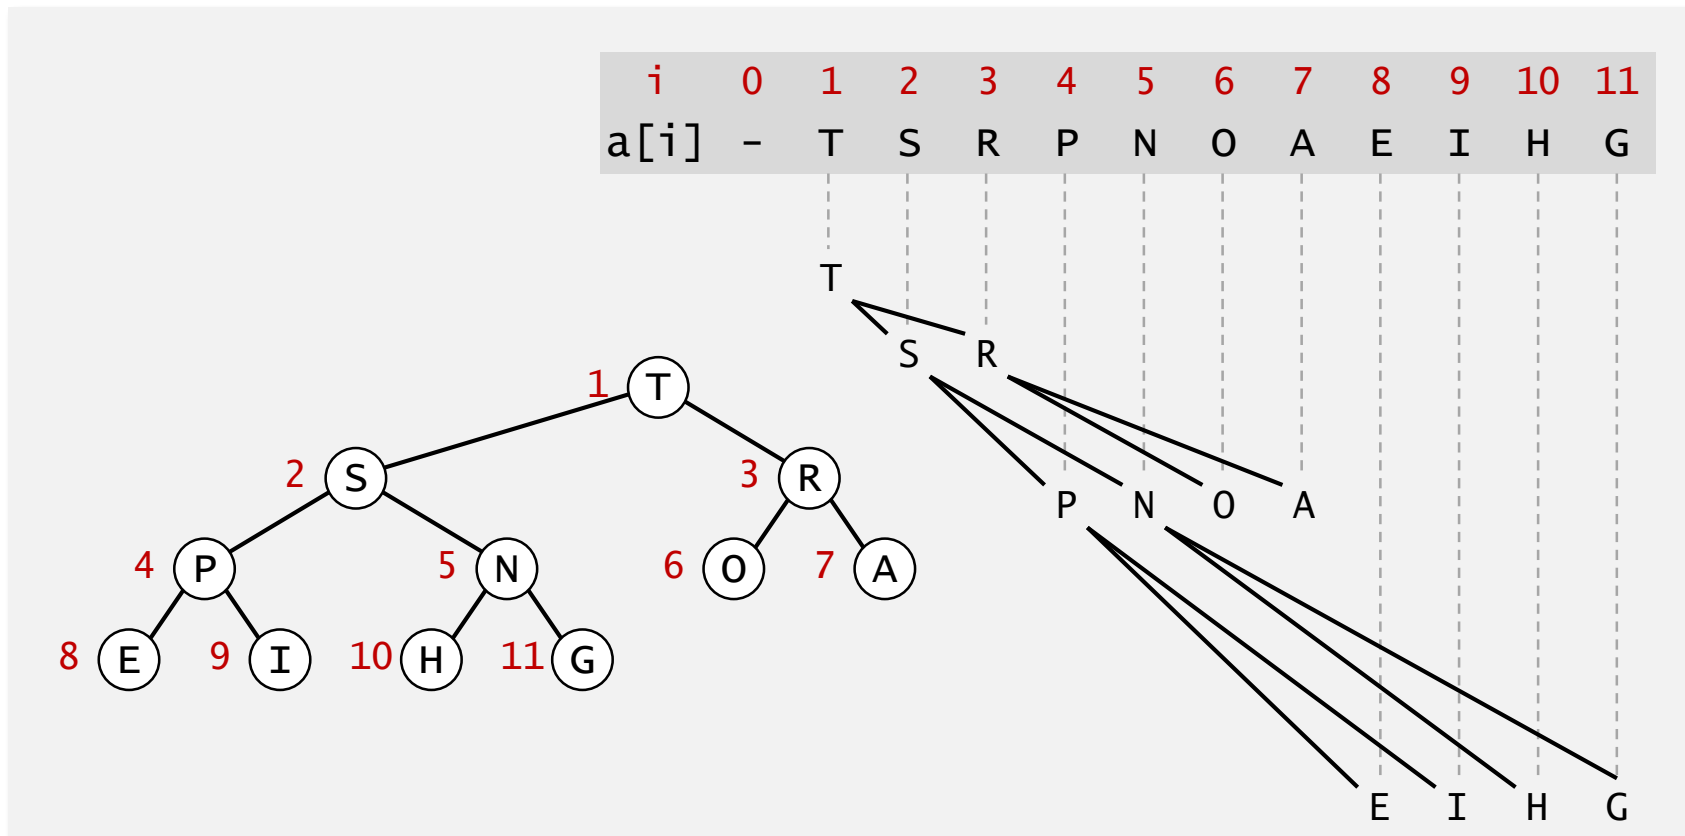 i 0 1 2 3 4 5 6 7 8 9 10 11
a[i] – T S R P N O A E I H G
T
S R
1 T
2 S 3 R
P N O A
4 P 5 N 6 O 7 A
8 E 9 I 10 H 11 G
E I H G